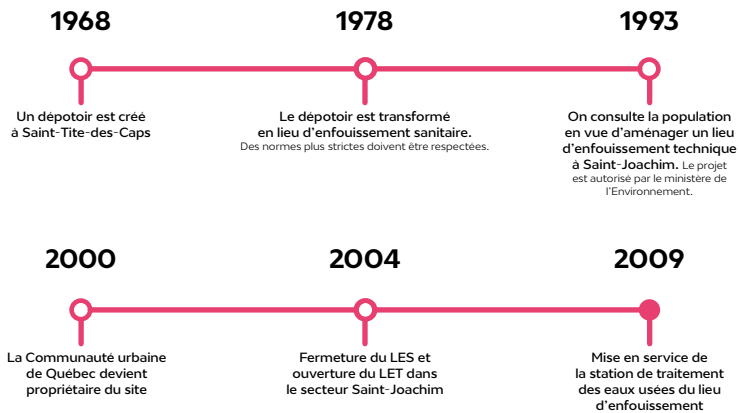 1968
Un dépotoir est créé
à Saint-Tite-des-Caps
1978
Le dépotoir est transformé
en lieu d'enfouissement sanitaire.
Des normes plus strictes doivent être respectées.
1993
On consulte la population
en vue d'aménager un lieu
d'enfouissement technique
à Saint-Joachim. Le projet
est autorisé par le ministère de
l'Environnement.
2000
La Communauté urbaine
de Québec devient
propriétaire du site
2004
Fermeture du LES et
ouverture du LET dans
le secteur Saint-Joachim
2009
Mise en service de
la station de traitement
des eaux usées du lieu
d'enfouissement